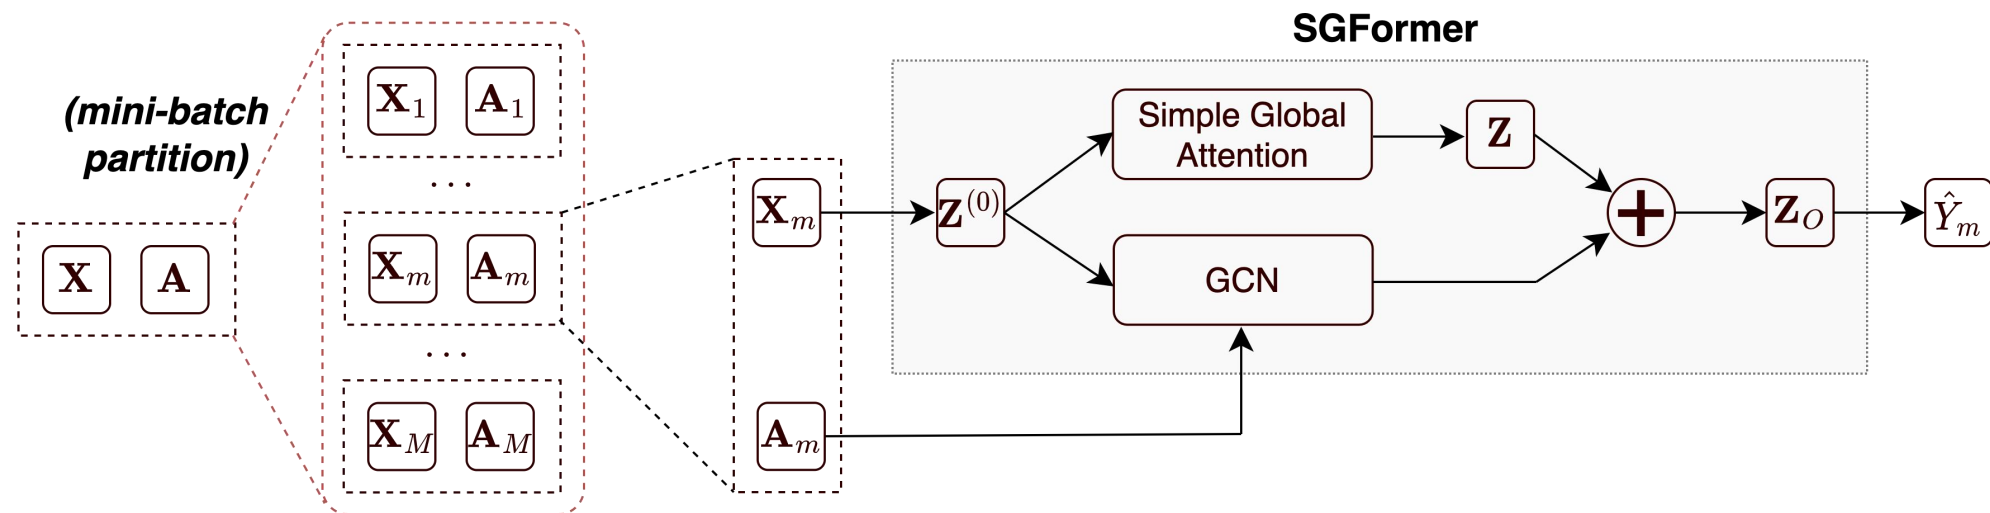 SGFormer
(mini-batch
partition)
X A
X₁ A₁
...
Xₘ Aₘ
...
X_M A_M
Xₘ
Aₘ
Z⁽⁰⁾
Simple Global
Attention
Z
GCN
+
Z_O
Ŷₘ